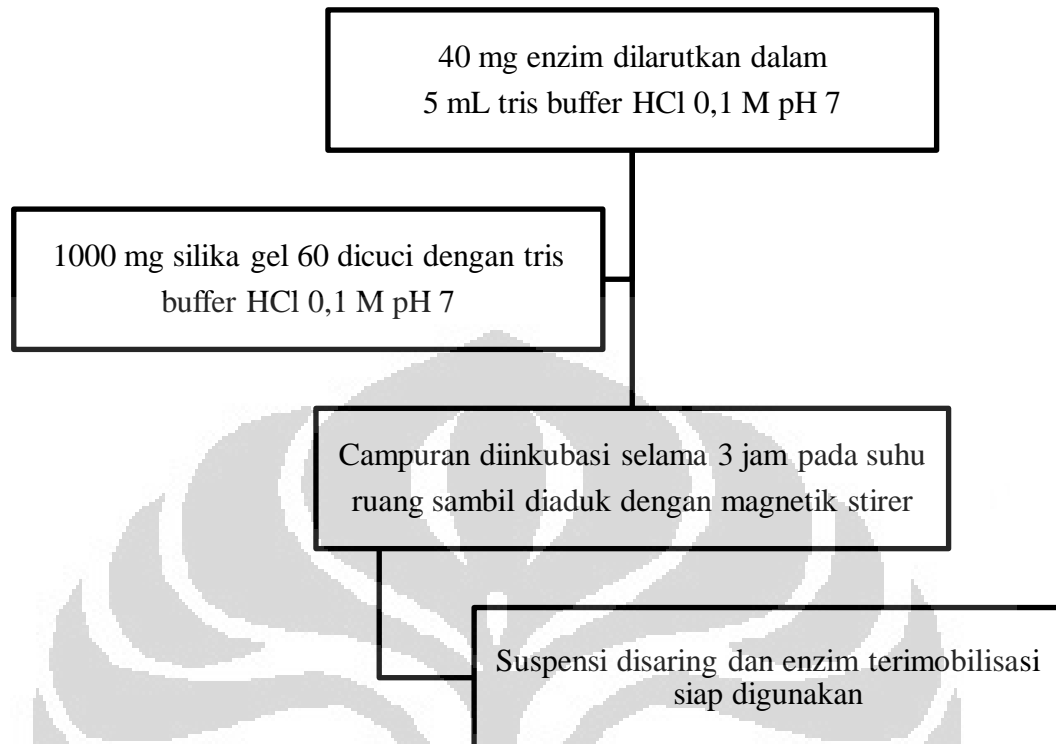 40 mg enzim dilarutkan dalam
5 mL tris buffer HCl 0,1 M pH 7
1000 mg silika gel 60 dicuci dengan tris
buffer HCl 0,1 M pH 7
Campuran diinkubasi selama 3 jam pada suhu
ruang sambil diaduk dengan magnetik stirer
Suspensi disaring dan enzim terimobilisasi
siap digunakan